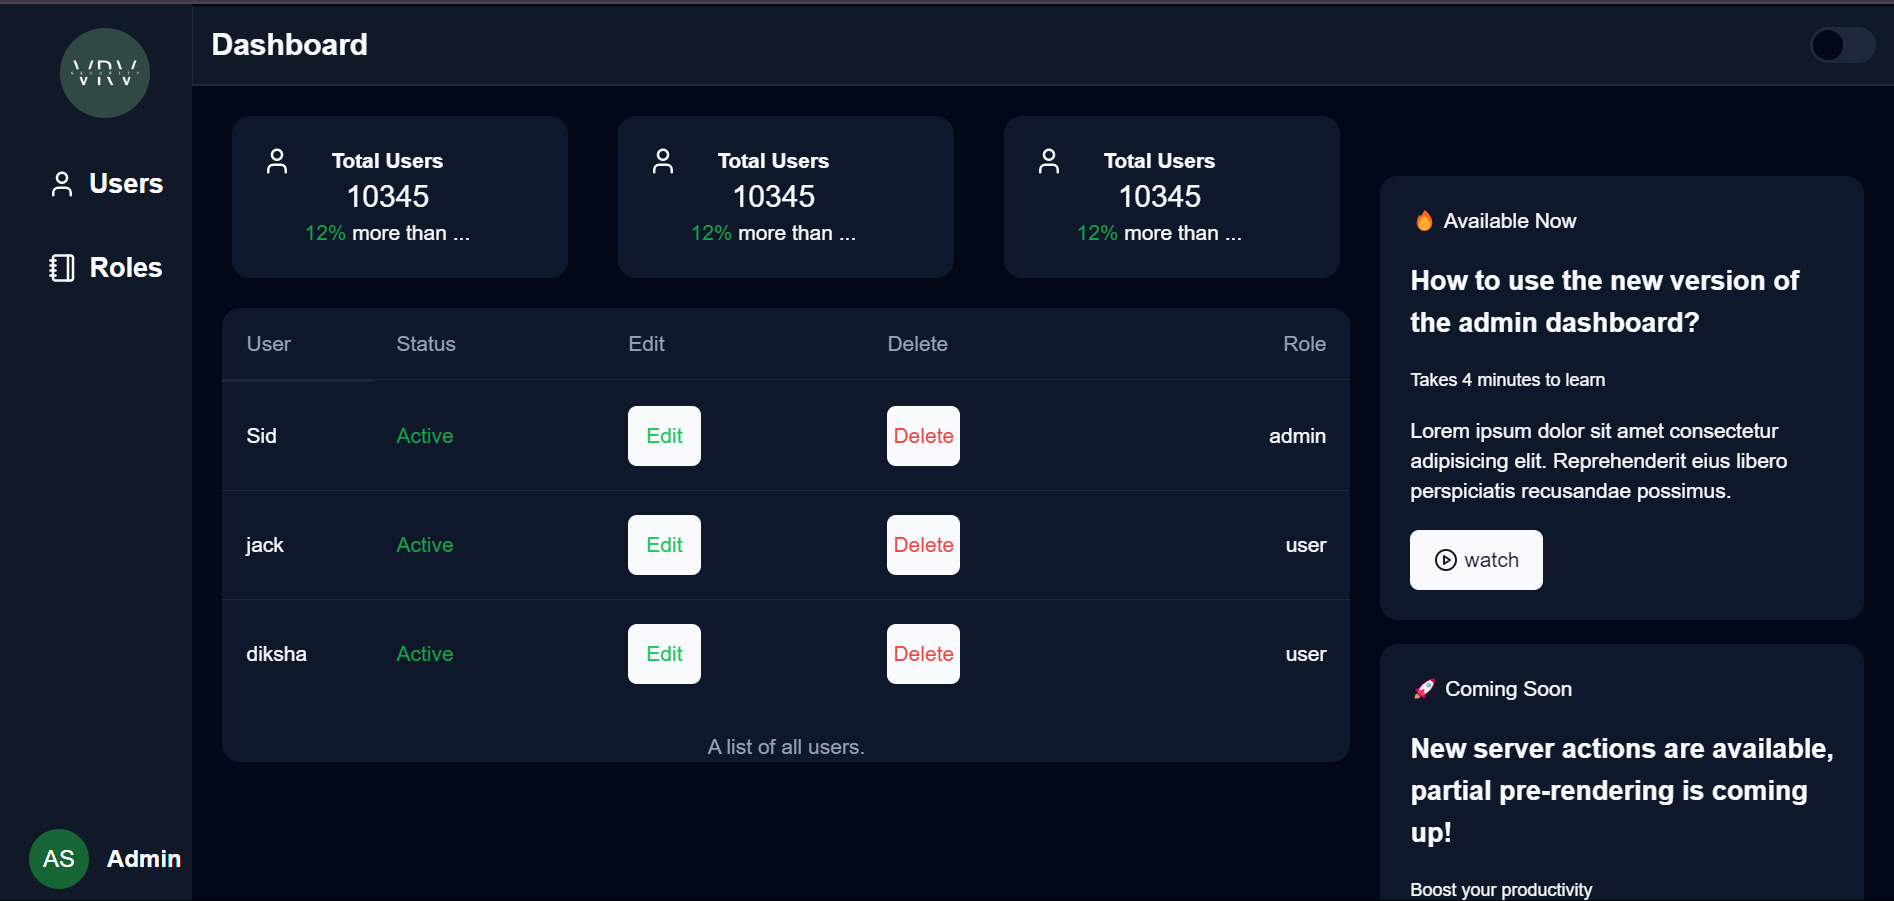 VRV
SECURITY
Users
Roles
AS Admin
Dashboard
Total Users
10345
12% more than ...
Total Users
10345
12% more than ...
Total Users
10345
12% more than ...
User Status Edit Delete Role
Sid Active Edit Delete admin
jack Active Edit Delete user
diksha Active Edit Delete user
A list of all users.
🔥 Available Now
How to use the new version of
the admin dashboard?
Takes 4 minutes to learn
Lorem ipsum dolor sit amet consectetur
adipisicing elit. Reprehenderit eius libero
perspiciatis recusandae possimus.
watch
🚀 Coming Soon
New server actions are available,
partial pre-rendering is coming
up!
Boost your productivity